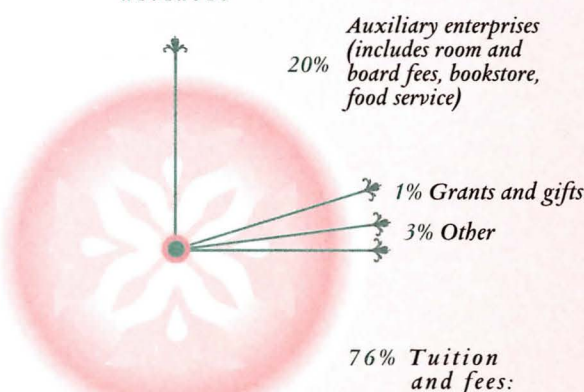 20% Auxiliary enterprises
(includes room and
board fees, bookstore,
food service)
1% Grants and gifts
3% Other
76% Tuition
and fees: